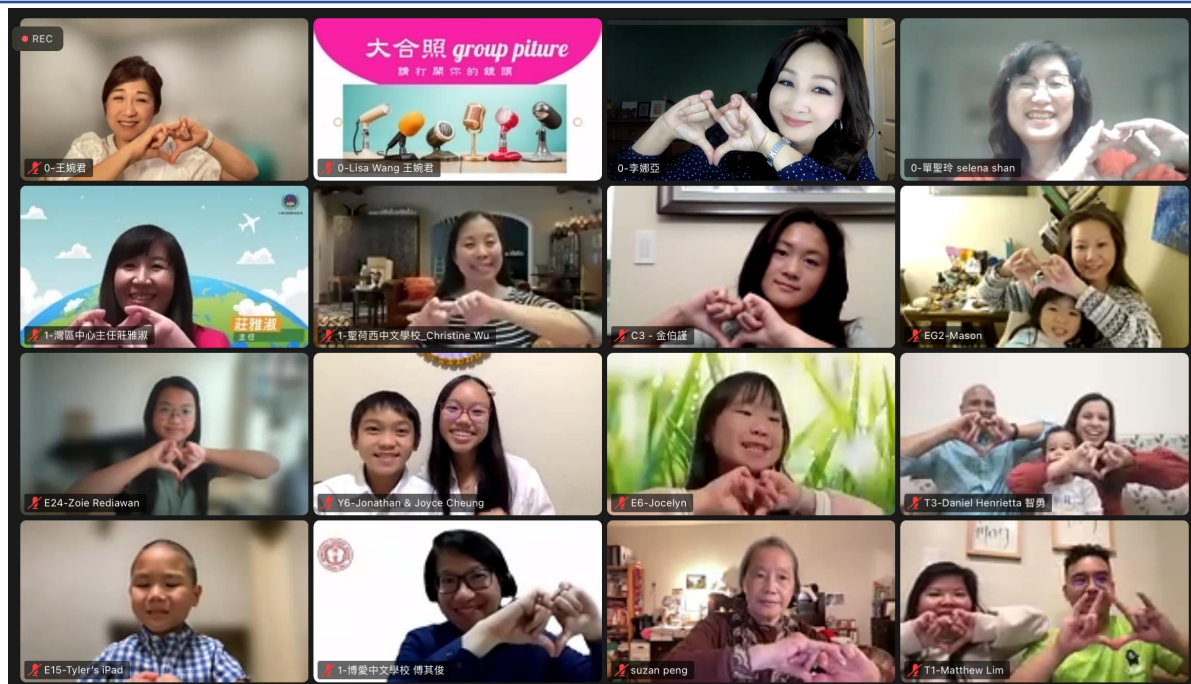 REC
大合照 group piture
請打開你的鏡頭
0-王婉君
0-Lisa Wang 王婉君
0-李娜亞
0-單聖玲 selena shan
莊雅淑
主任
1-灣區中心主任莊雅淑
1-聖荷西中文學校_Christine Wu
C3 - 金伯謹
EG2-Mason
E24-Zoie Rediawan
Y6-Jonathan & Joyce Cheung
E6-Jocelyn
T3-Daniel Henrietta 智勇
E15-Tyler's iPad
1-博愛中文學校 傅其俊
suzan peng
T1-Matthew Lim